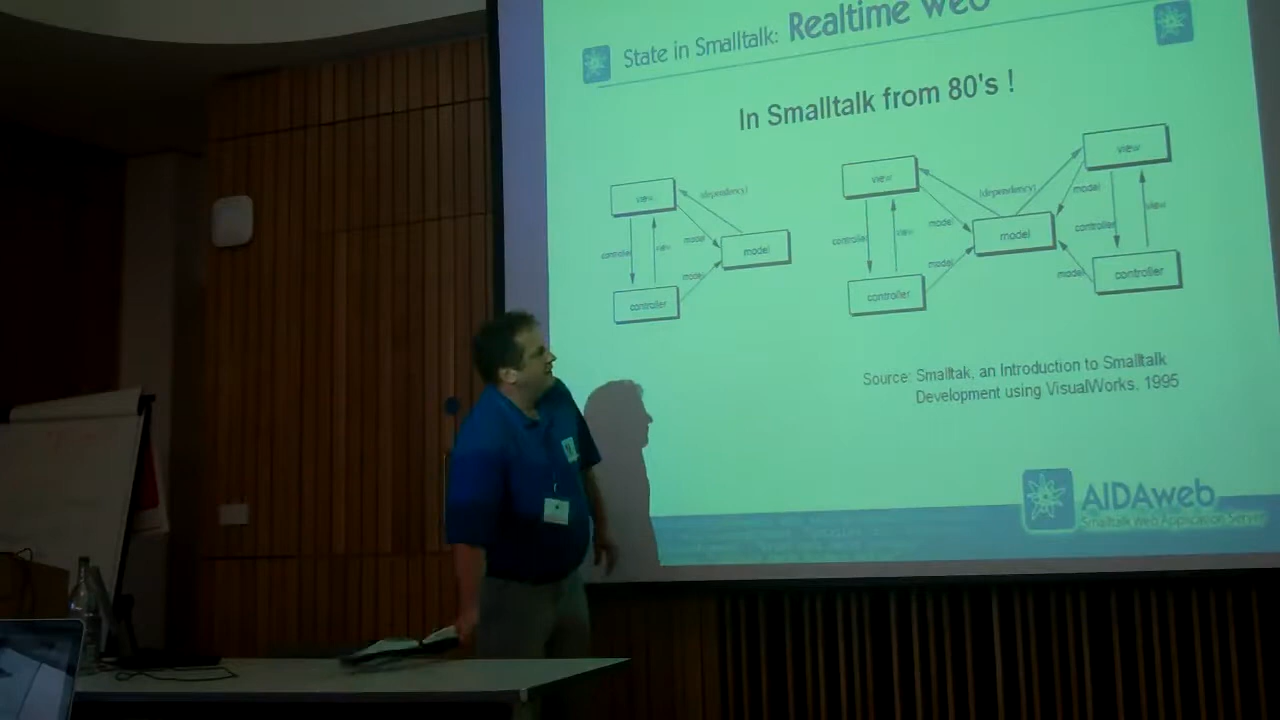 State in Smalltalk: Realtime Web
In Smalltalk from 80's !
view
(dependency)
controller
view
model
model
model
controller
view
view
(dependency)
model
controller
view
model
model
controller
view
model
model
controller
controller
Source: Smalltak, an Introduction to Smalltalk
Development using VisualWorks. 1995
AIDAweb
Smalltalk Web Application Server